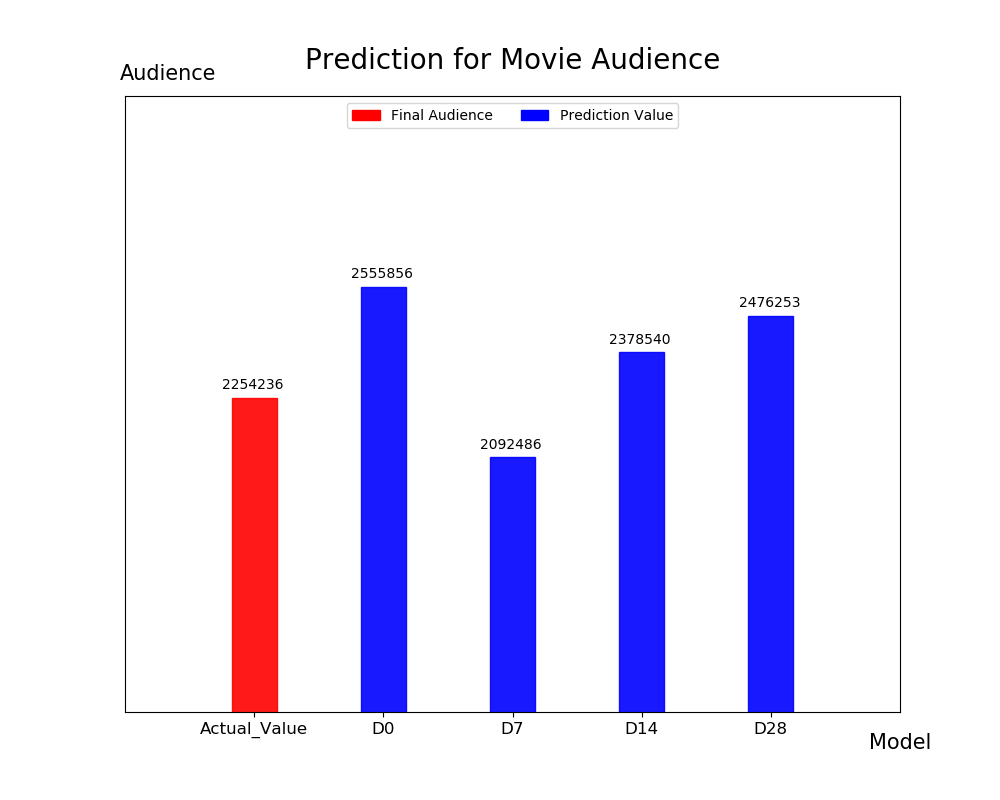 Prediction for Movie Audience
Audience
Final Audience Prediction Value
2555856
2476253
2378540
2254236
2092486
Actual_Value D0 D7 D14 D28
Model